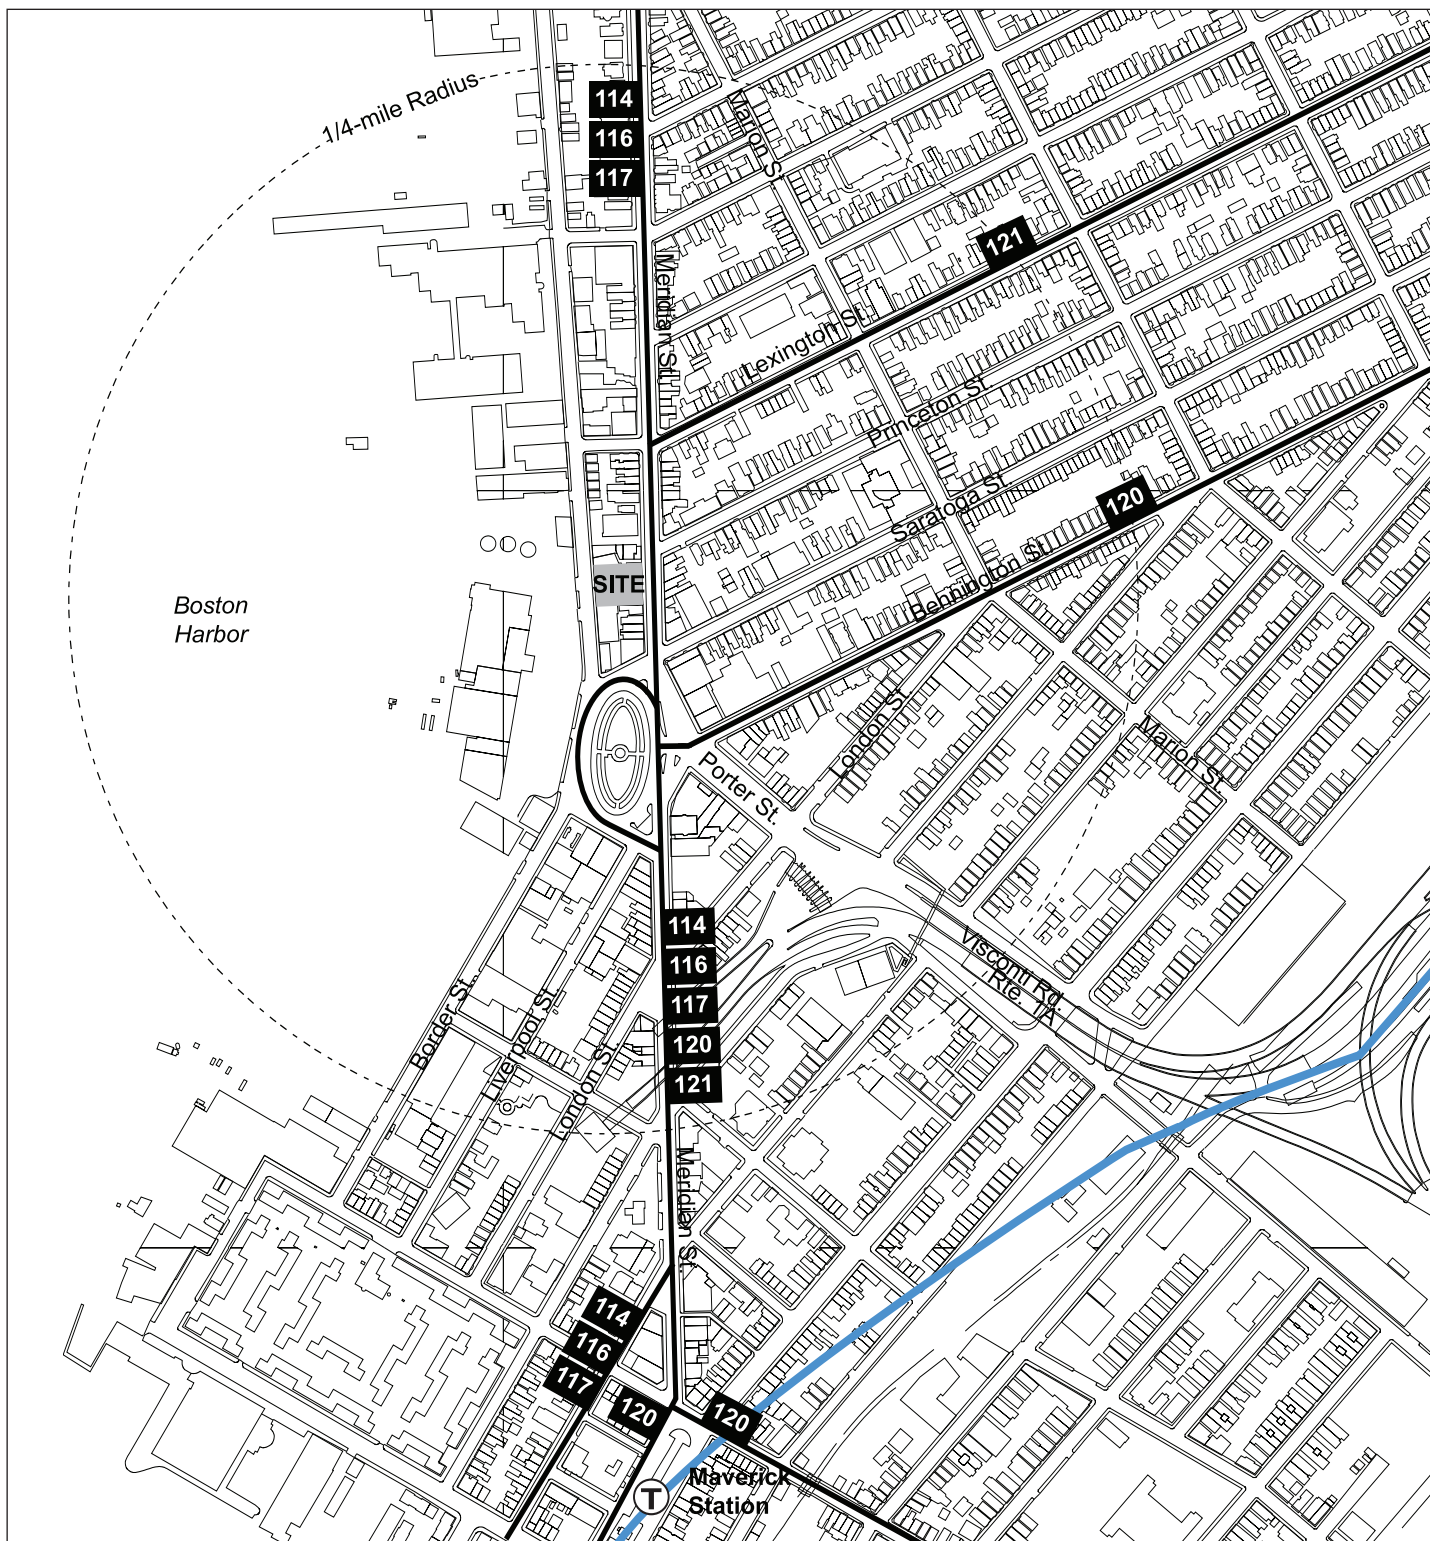 1/4-mile Radius
114
116
117
Marion St.
121
Meridian St.
Lexington St.
Princeton St.
Saratoga St.
120
Bennington St.
SITE
Boston
Harbor
London St.
Marion St.
Porter St.
114
116
117
120
121
Visconti Rd.
Rte. 1A
Border St.
Liverpool St.
London St.
Meridian St.
114
116
117
120
120
T
Maverick
Station